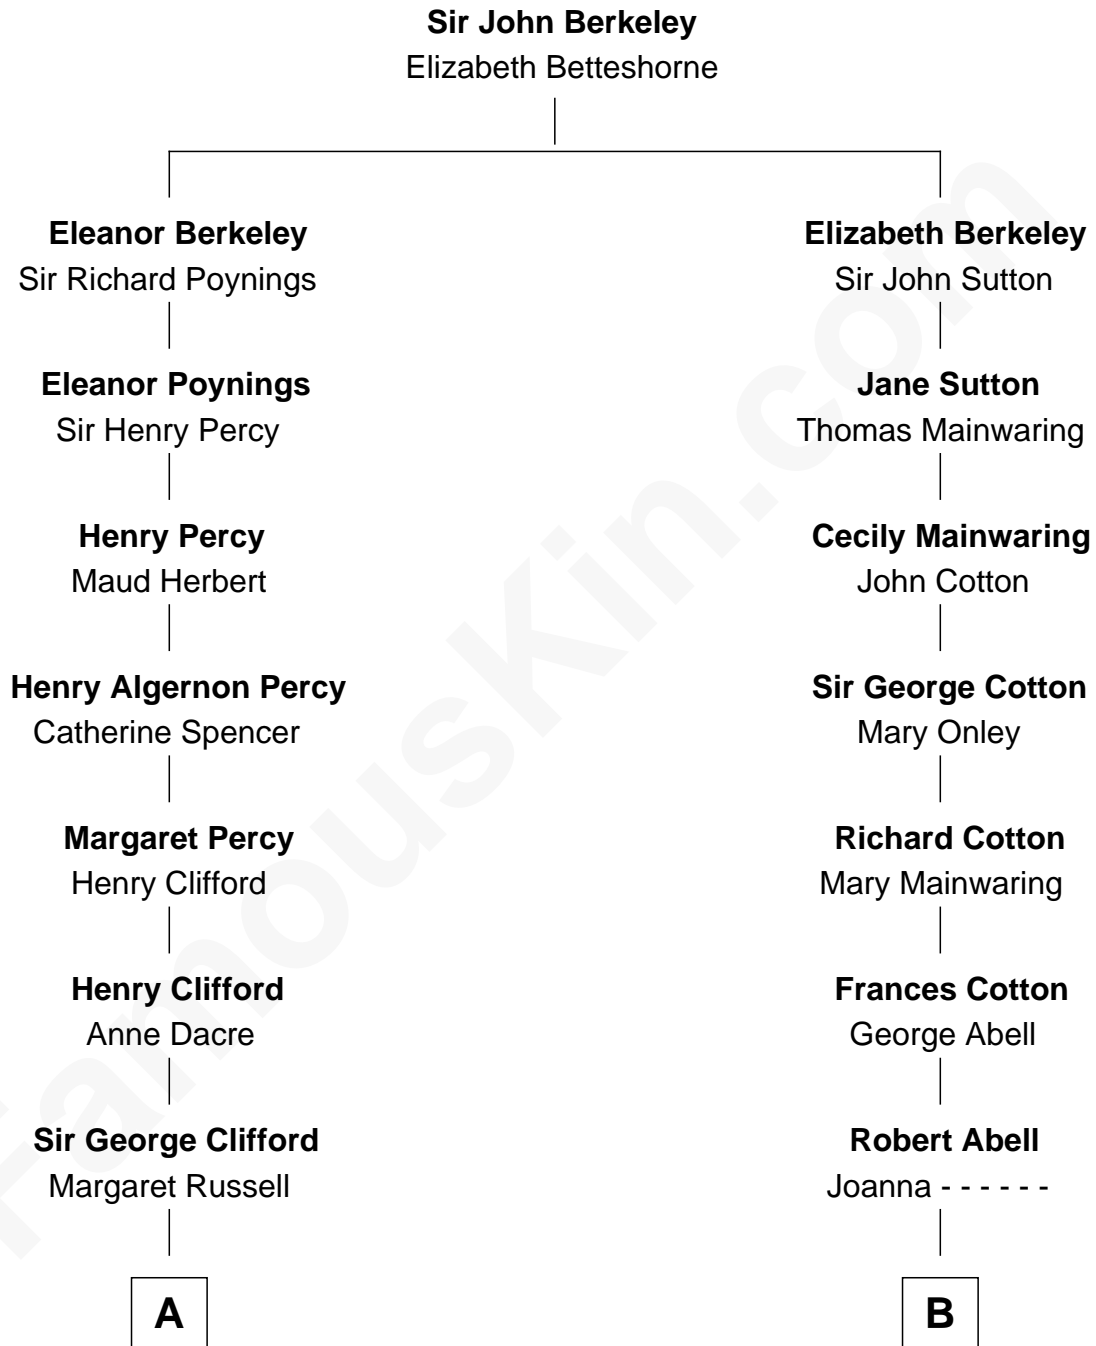 Sir John Berkeley
Elizabeth Betteshorne
Eleanor Berkeley
Sir Richard Poynings
Elizabeth Berkeley
Sir John Sutton
Eleanor Poynings
Sir Henry Percy
Jane Sutton
Thomas Mainwaring
Henry Percy
Maud Herbert
Cecily Mainwaring
John Cotton
Henry Algernon Percy
Catherine Spencer
Sir George Cotton
Mary Onley
Margaret Percy
Henry Clifford
Richard Cotton
Mary Mainwaring
Henry Clifford
Anne Dacre
Frances Cotton
George Abell
Sir George Clifford
Margaret Russell
Robert Abell
Joanna - - - - - -
A
B
FamousKin.com